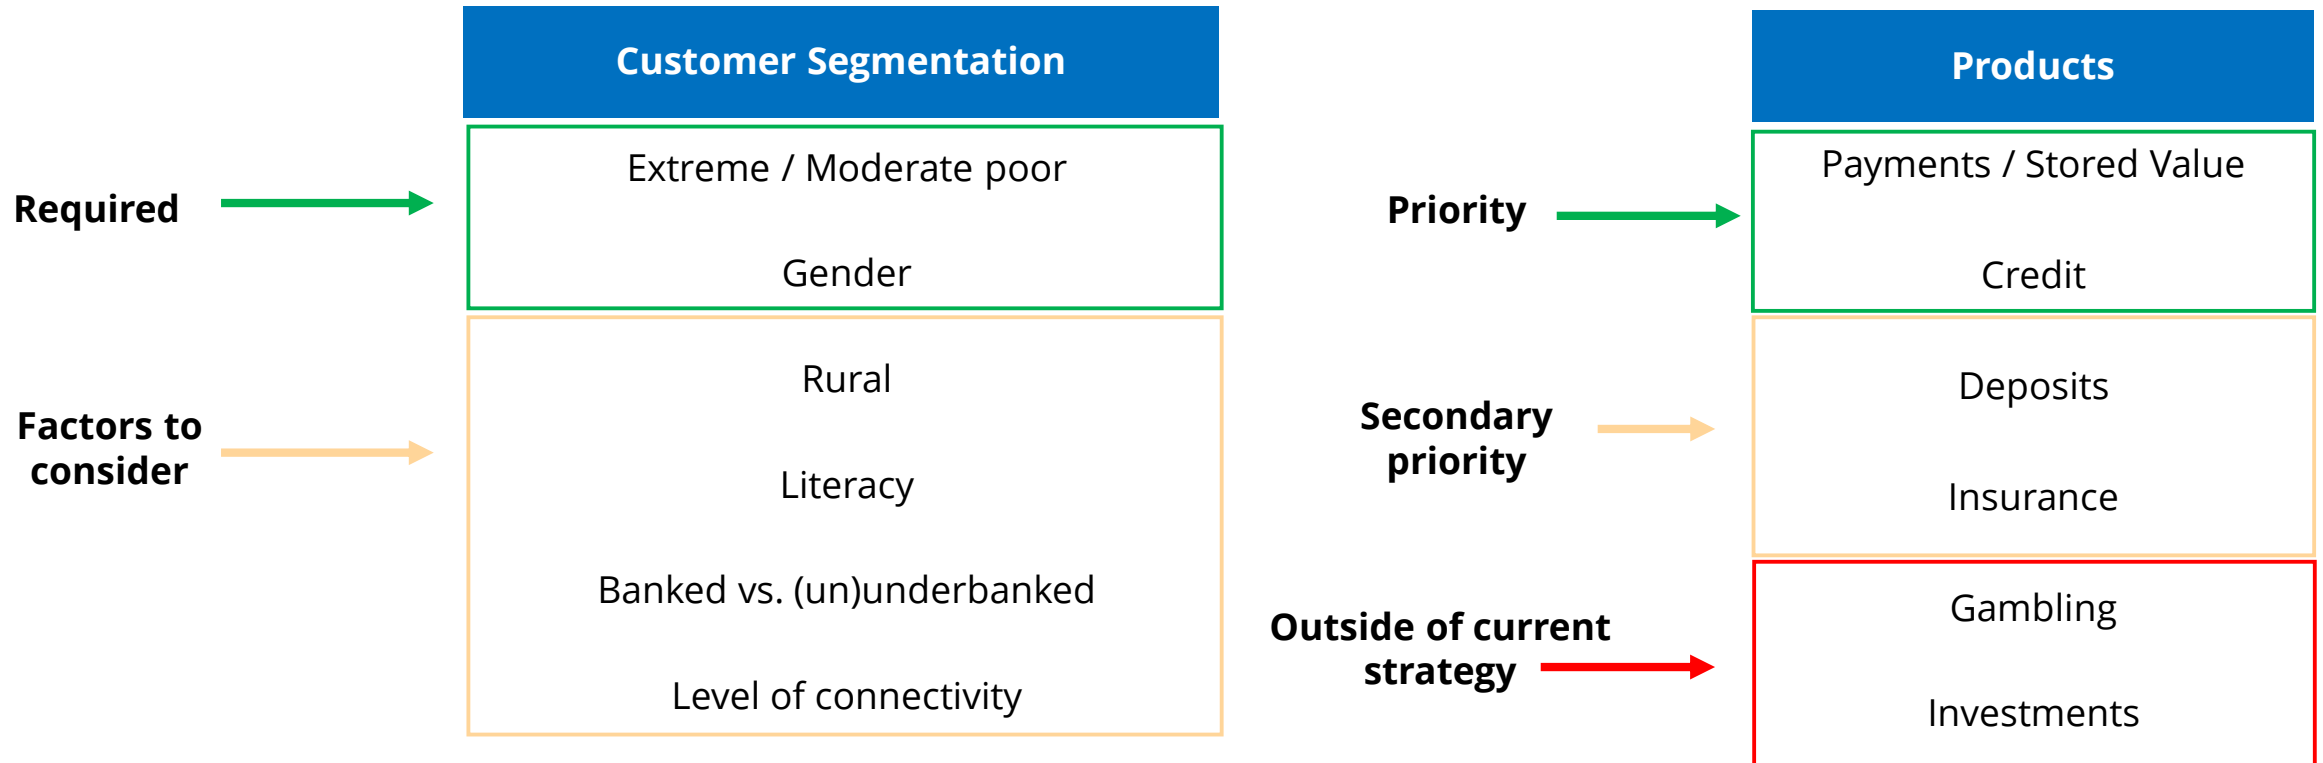 Customer Segmentation
Required
Extreme / Moderate poor
Gender
Factors to
consider
Rural
Literacy
Banked vs. (un)underbanked
Level of connectivity
Products
Priority
Payments / Stored Value
Credit
Secondary
priority
Deposits
Insurance
Outside of current
strategy
Gambling
Investments